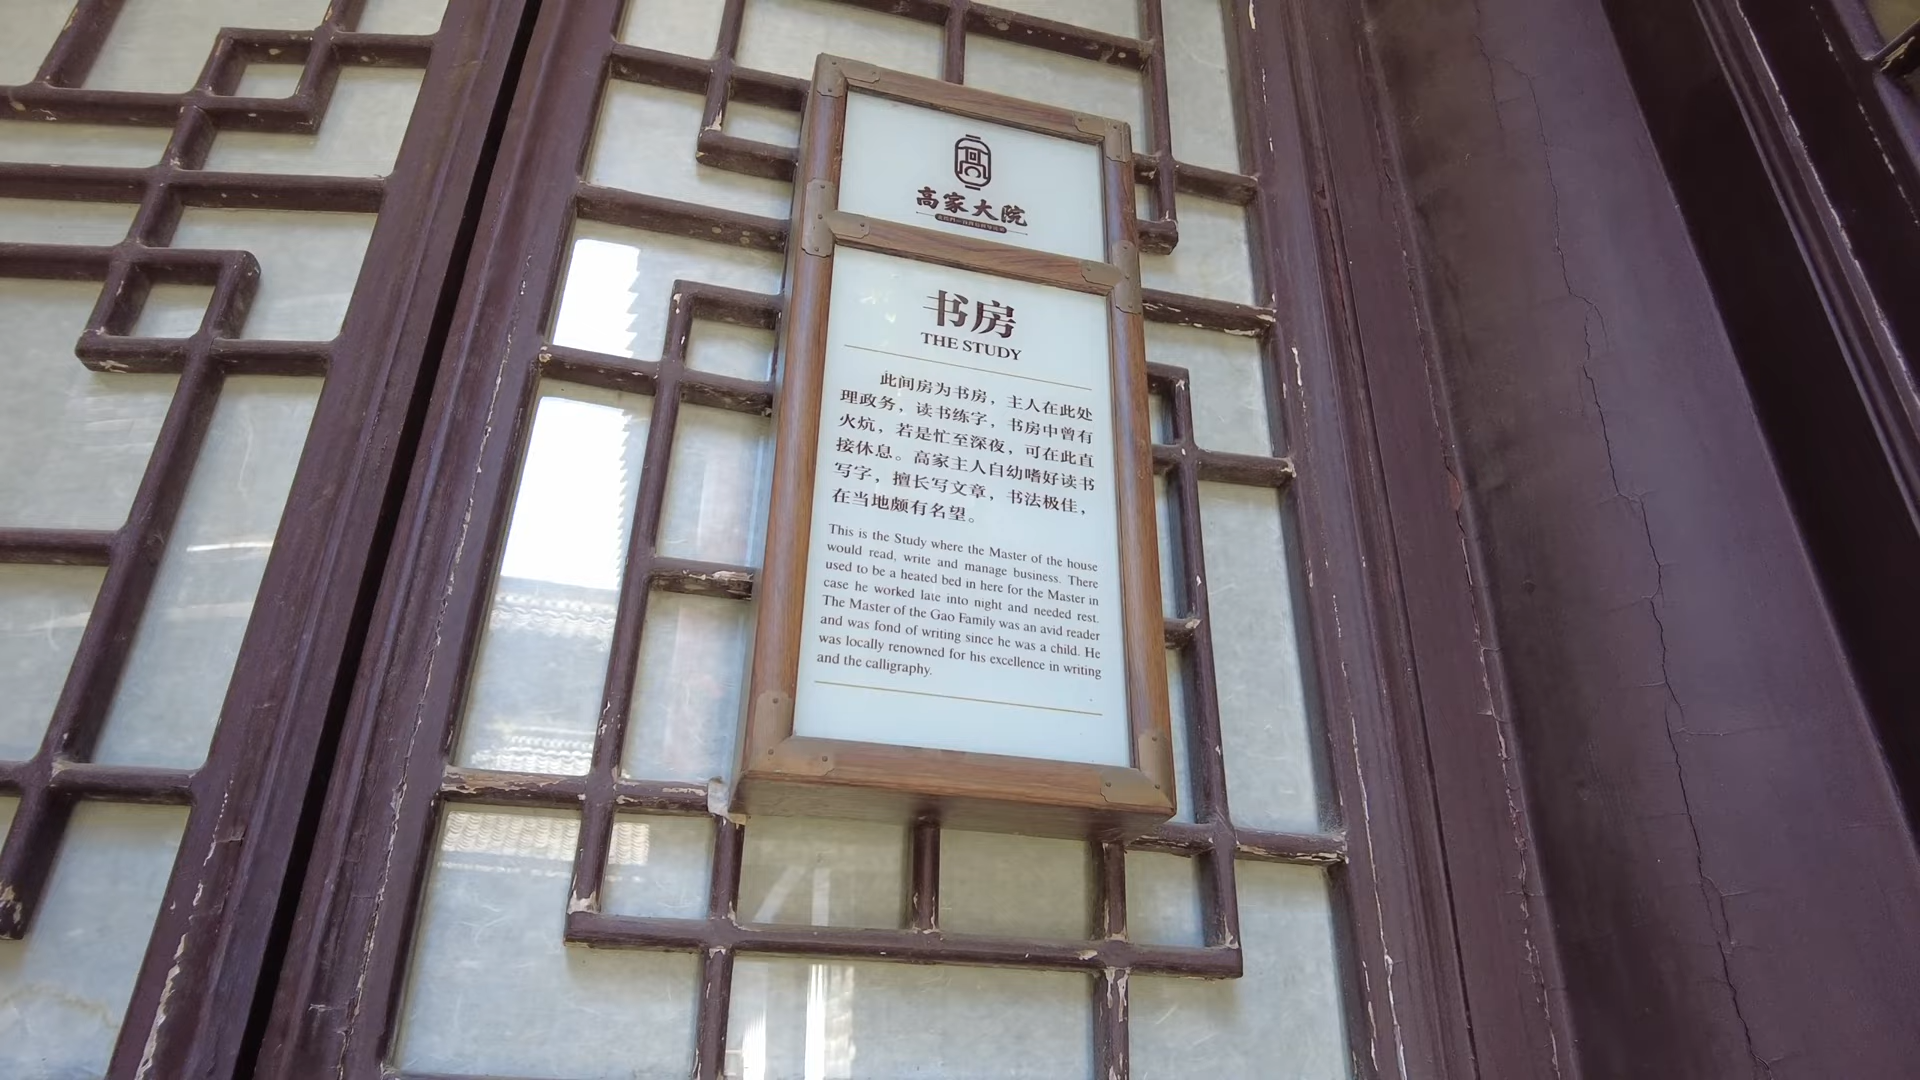 高家大院
书房
THE STUDY
此间房为书房，主人在此处
理政务，读书练字，书房中曾有
火炕，若是忙至深夜，可在此直
接休息。高家主人自幼嗜好读书
写字，擅长写文章，书法极佳，
在当地颇有名望。
This is the Study where the Master of the house
would read, write and manage business. There
used to be a heated bed in here for the Master in
case he worked late into night and needed rest.
The Master of the Gao Family was an avid reader
and was fond of writing since he was a child. He
was locally renowned for his excellence in writing
and the calligraphy.